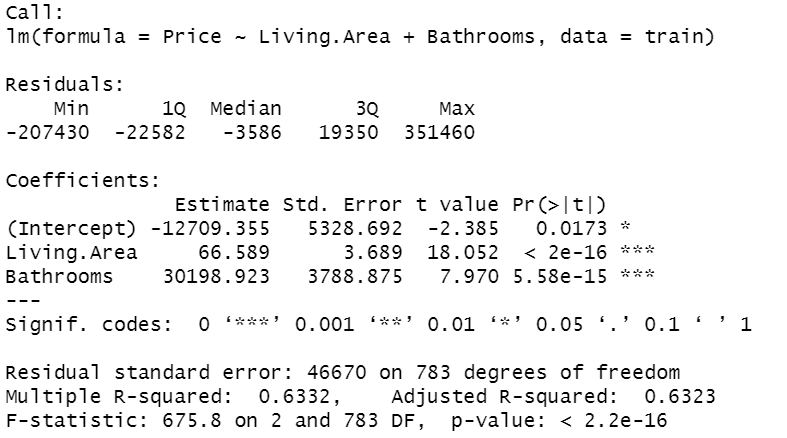 Call:
lm(formula = Price ~ Living.Area + Bathrooms, data = train)
Residuals:
Min 1Q Median 3Q Max
-207430 -22582 -3586 19350 351460
Coefficients:
Estimate Std. Error t value Pr(>|t|)
(Intercept) -12709.355 5328.692 -2.385 0.0173 *
Living.Area 66.589 3.689 18.052 < 2e-16 ***
Bathrooms 30198.923 3788.875 7.970 5.58e-15 ***
---
Signif. codes: 0 ‘***’ 0.001 ‘**’ 0.01 ‘*’ 0.05 ‘.’ 0.1 ‘ ’ 1
Residual standard error: 46670 on 783 degrees of freedom
Multiple R-squared: 0.6332, Adjusted R-squared: 0.6323
F-statistic: 675.8 on 2 and 783 DF, p-value: < 2.2e-16